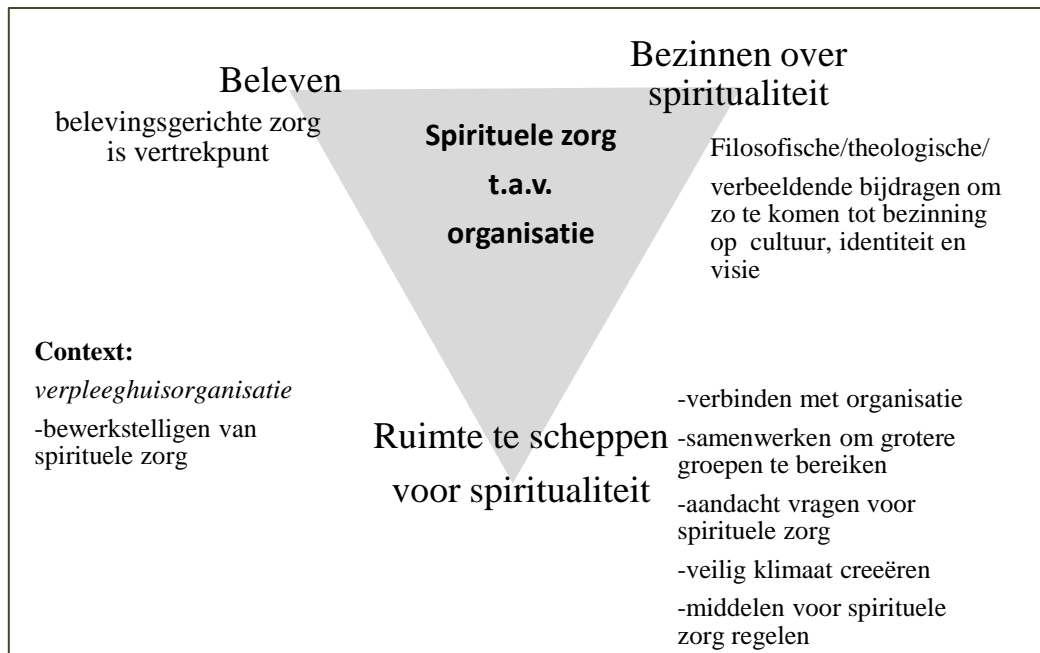 Beleven
belevingsgerichte zorg
is vertrekpunt
Bezinnen over
spiritualiteit
Spirituele zorg
t.a.v.
organisatie
Filosofische/theologische/
verbeeldende bijdragen om
zo te komen tot bezinning
op cultuur, identiteit en
visie
Context:
verpleeghuisorganisatie
-bewerkstelligen van
spirituele zorg
Ruimte te scheppen
voor spiritualiteit
-verbinden met organisatie
-samenwerken om grotere
groepen te bereiken
-aandacht vragen voor
spirituele zorg
-veilig klimaat creeëren
-middelen voor spirituele
zorg regelen